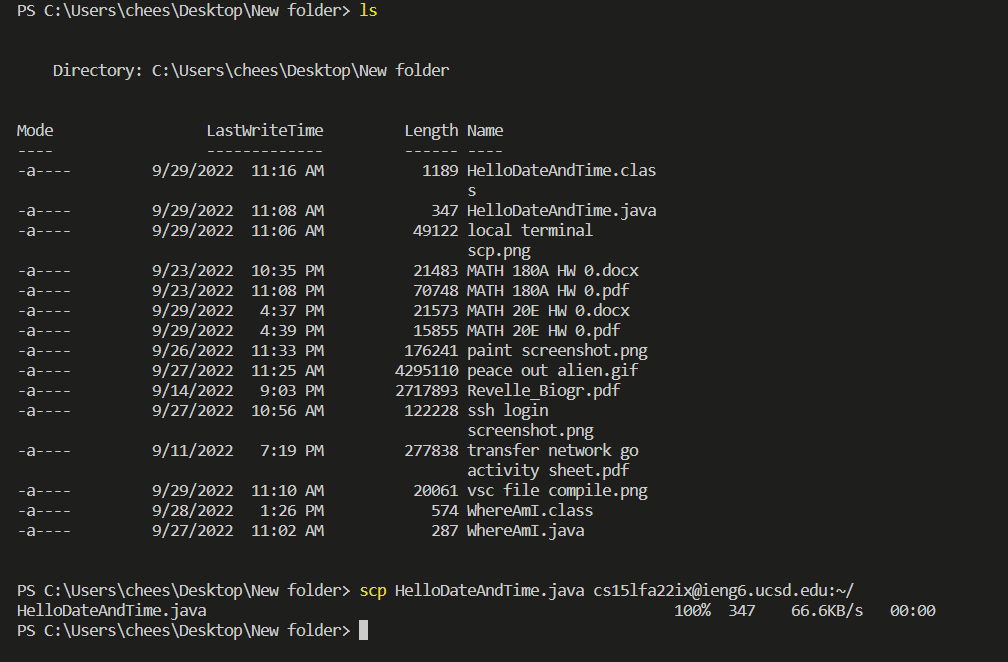 PS C:\Users\chees\Desktop\New folder> ls
Directory: C:\Users\chees\Desktop\New folder
Mode                 LastWriteTime         Length Name
----                 -------------         ------ ----
-a----         9/29/2022  11:16 AM           1189 HelloDateAndTime.clas
s
-a----         9/29/2022  11:08 AM            347 HelloDateAndTime.java
-a----         9/29/2022  11:06 AM          49122 local terminal
scp.png
-a----         9/23/2022  10:35 PM          21483 MATH 180A HW 0.docx
-a----         9/23/2022  11:08 PM          70748 MATH 180A HW 0.pdf
-a----         9/29/2022   4:37 PM          21573 MATH 20E HW 0.docx
-a----         9/29/2022   4:39 PM          15855 MATH 20E HW 0.pdf
-a----         9/26/2022  11:33 PM         176241 paint screenshot.png
-a----         9/27/2022  11:25 AM        4295110 peace out alien.gif
-a----         9/14/2022   9:03 PM        2717893 Revelle_Biogr.pdf
-a----         9/27/2022  10:56 AM         122228 ssh login
screenshot.png
-a----         9/11/2022   7:19 PM         277838 transfer network go
activity sheet.pdf
-a----         9/29/2022  11:10 AM          20061 vsc file compile.png
-a----         9/28/2022   1:26 PM            574 WhereAmI.class
-a----         9/27/2022  11:02 AM            287 WhereAmI.java
PS C:\Users\chees\Desktop\New folder> scp HelloDateAndTime.java cs15lfa22ix@ieng6.ucsd.edu:~/
HelloDateAndTime.java                                                    100%  347    66.6KB/s   00:00
PS C:\Users\chees\Desktop\New folder>